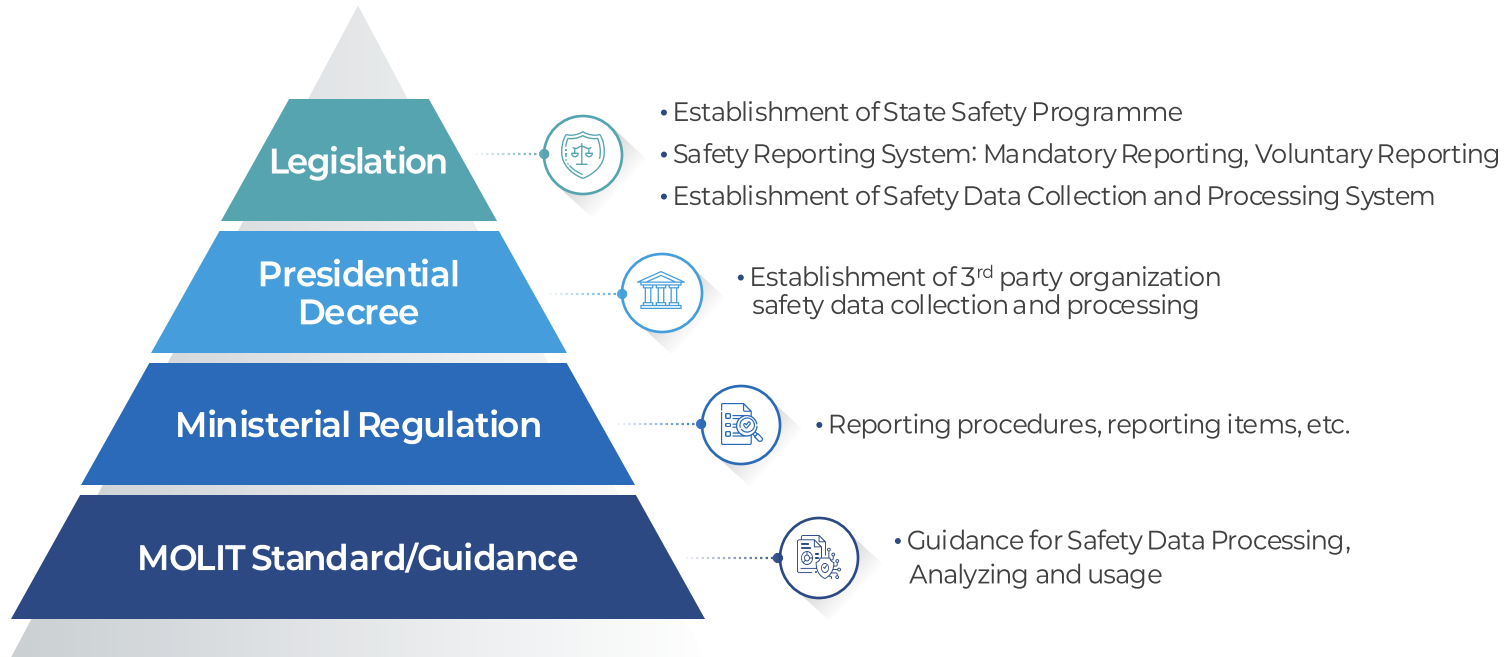 Legislation
• Establishment of State Safety Programme
• Safety Reporting System: Mandatory Reporting, Voluntary Reporting
• Establishment of Safety Data Collection and Processing System
Presidential
Decree
• Establishment of 3rd party organization
safety data collection and processing
Ministerial Regulation
• Reporting procedures, reporting items, etc.
MOLIT Standard/Guidance
• Guidance for Safety Data Processing,
Analyzing and usage